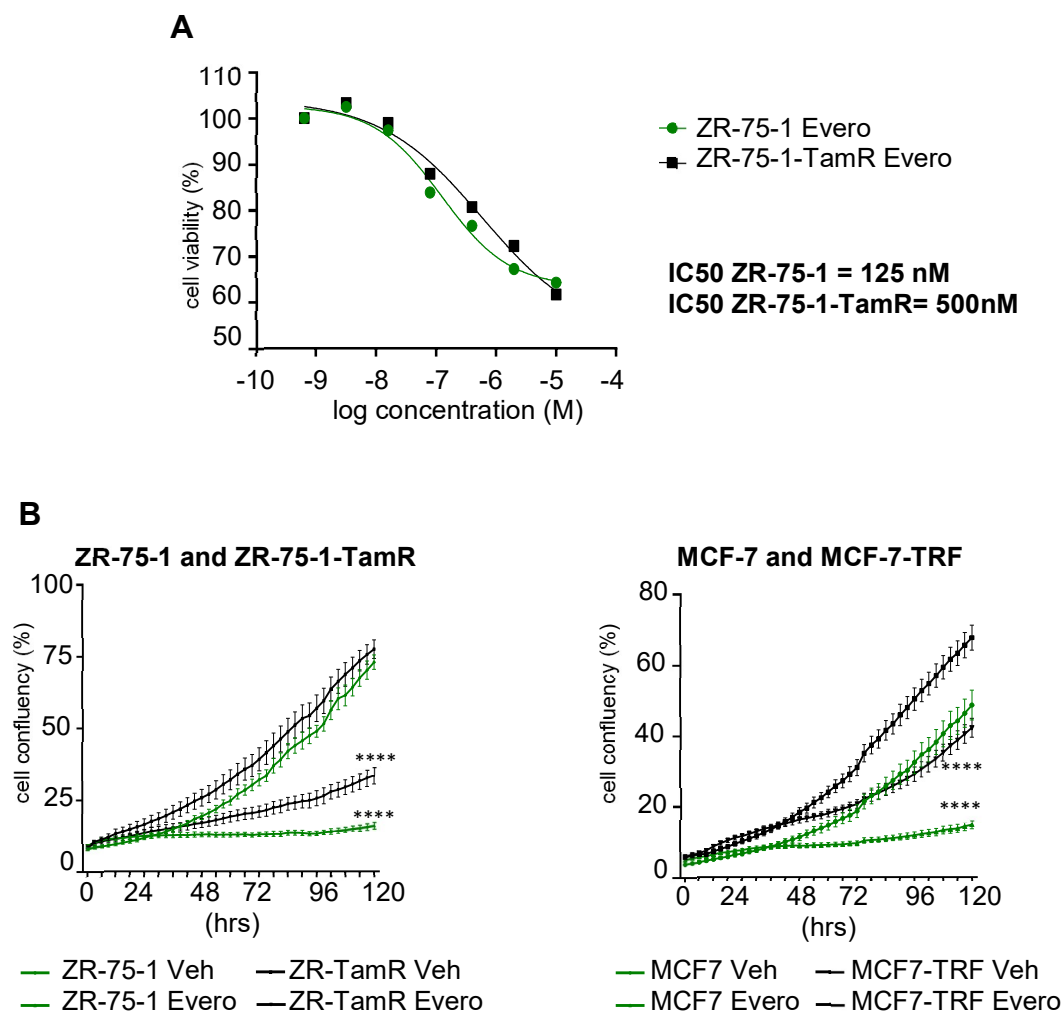 A
110
100
90
80
70
60
50
cell viability (%)
-10 -9 -8 -7 -6 -5 -4
log concentration (M)
ZR-75-1 Evero
ZR-75-1-TamR Evero
IC50 ZR-75-1 = 125 nM
IC50 ZR-75-1-TamR= 500nM
B
ZR-75-1 and ZR-75-1-TamR
100
75
50
25
0
cell confluency (%)
****
****
0 24 48 72 96 120
(hrs)
ZR-75-1 Veh ZR-TamR Veh
ZR-75-1 Evero ZR-TamR Evero
MCF-7 and MCF-7-TRF
80
60
40
20
0
cell confluency (%)
****
****
0 24 48 72 96 120
(hrs)
MCF7 Veh MCF7-TRF Veh
MCF7 Evero MCF7-TRF Evero